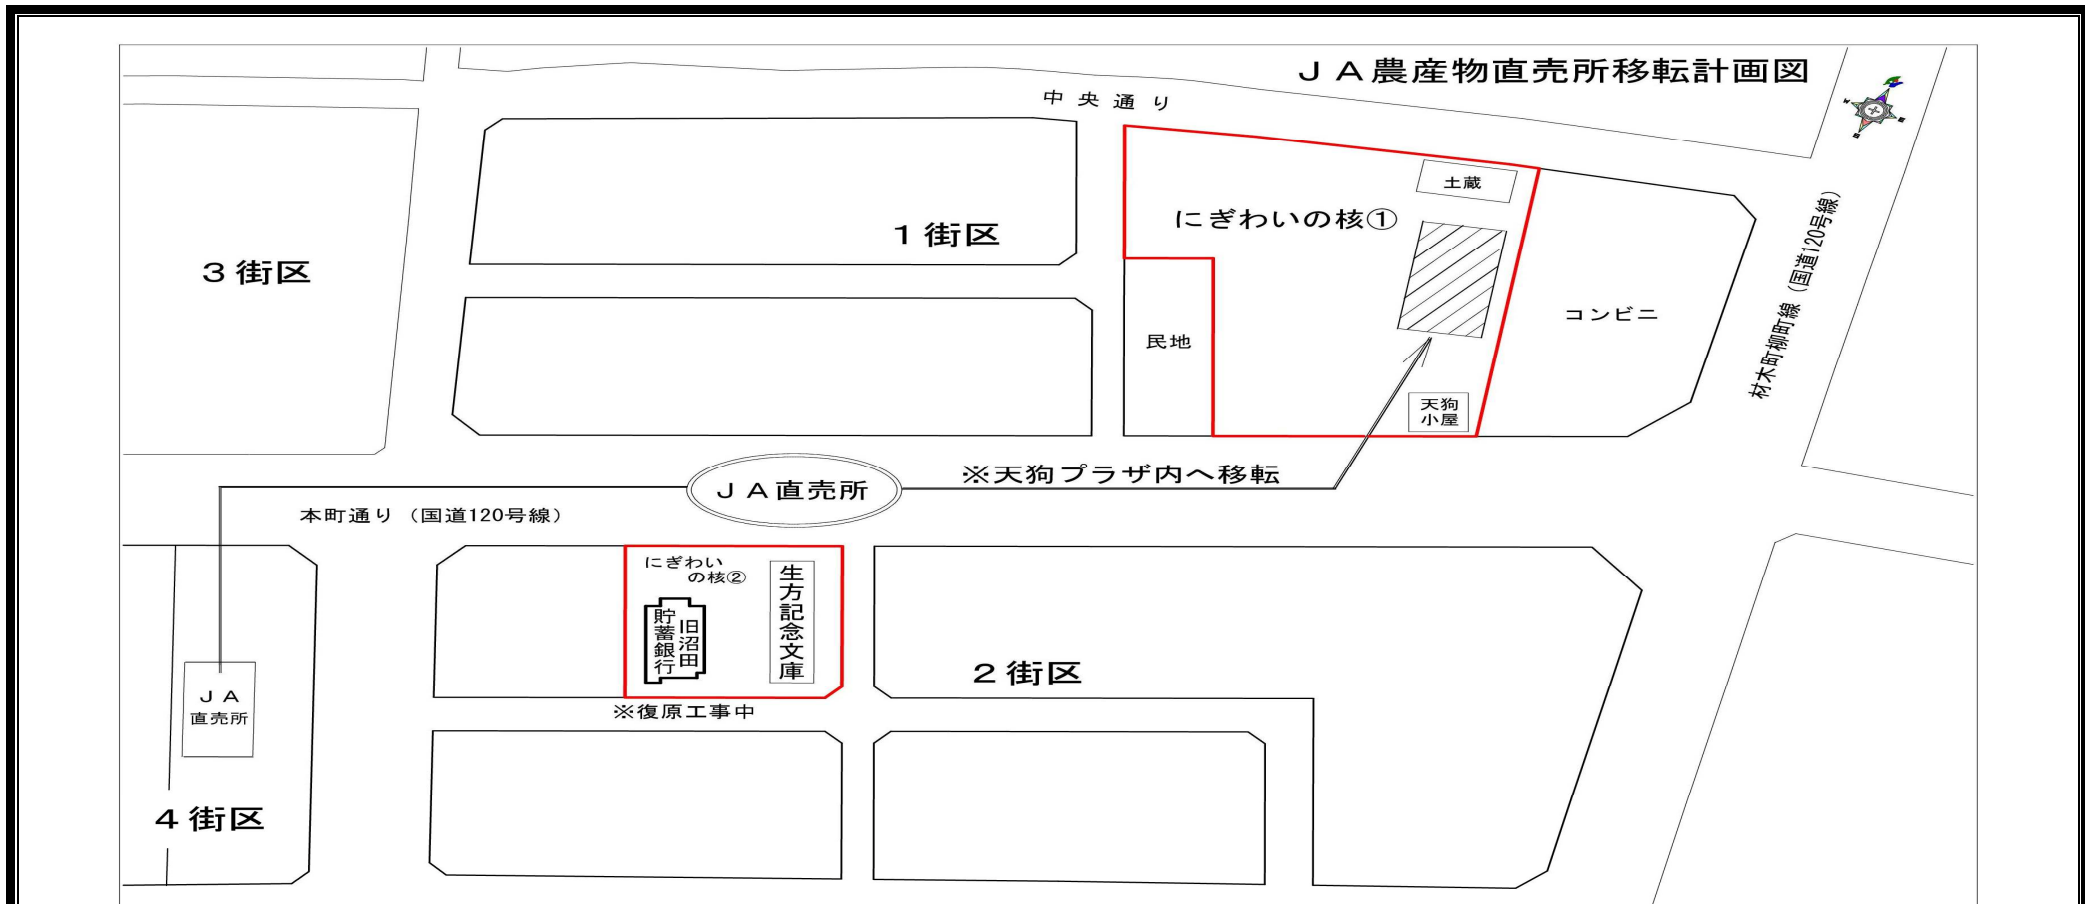 JA農産物直売所移転計画図
中央通り
土蔵
にぎわいの核①
1街区
3街区
コンビニ
材木町柳町線(国道120号線)
民地
天狗
小屋
※天狗プラザ内へ移転
JA直売所
本町通り(国道120号線)
にぎわい
の核②
旧沼田
貯蓄銀行
生方記念文庫
2街区
※復原工事中
JA
直売所
4街区